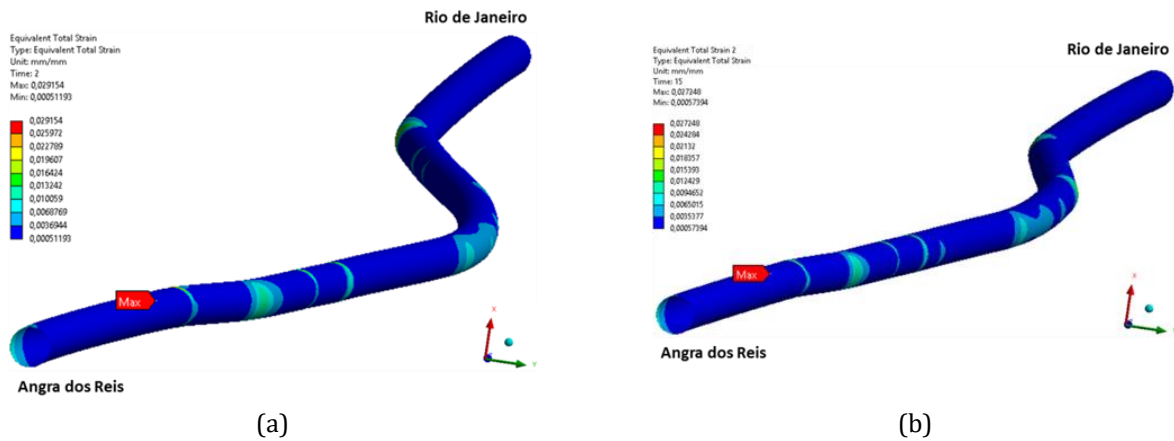 Rio de Janeiro
Equivalent Total Strain
Type: Equivalent Total Strain
Unit: mm/mm
Time: 2
Max: 0,029154
Min: 0,00051193
0,029154
0,025972
0,022789
0,019607
0,016424
0,013242
0,010059
0,0068769
0,0036944
0,00051193
Max
X
Y
Angra dos Reis
(a)
Rio de Janeiro
Equivalent Total Strain 2
Type: Equivalent Total Strain
Unit: mm/mm
Time: 15
Max: 0,027248
Min: 0,00057394
0,027248
0,024284
0,02132
0,018357
0,015393
0,012429
0,0094652
0,0065015
0,0035377
0,00057394
Max
X
Y
Angra dos Reis
(b)